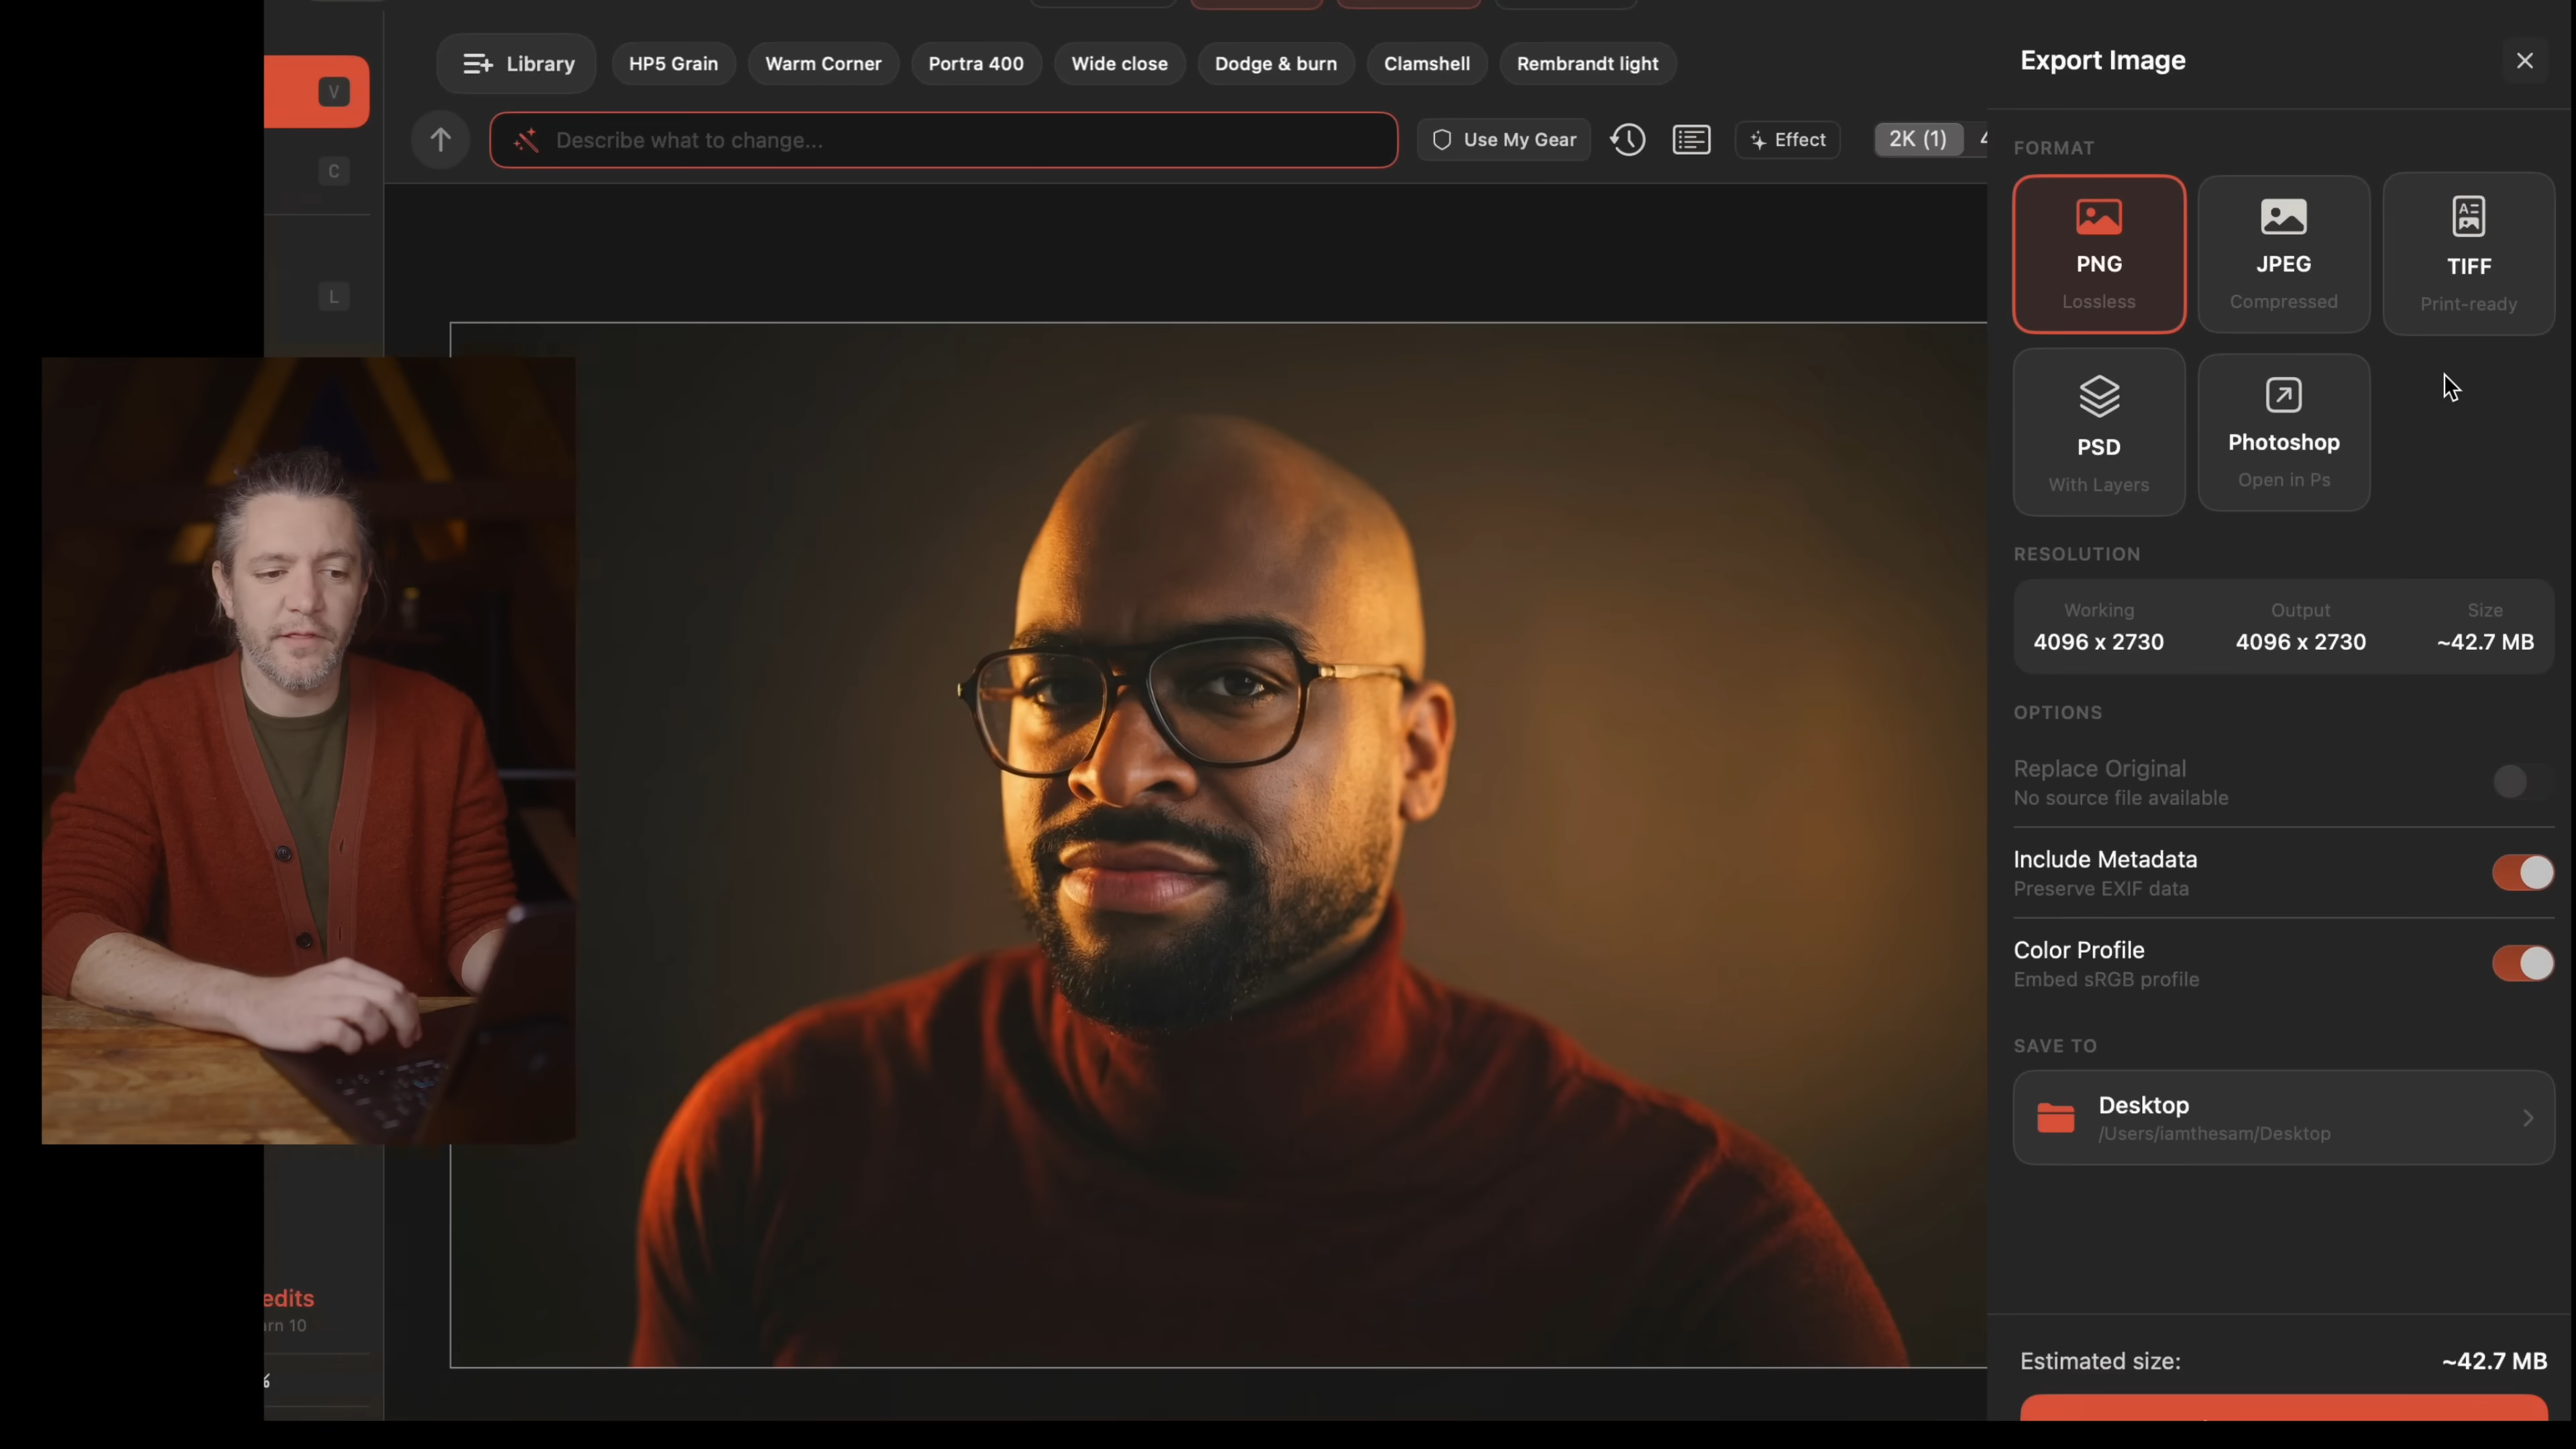 V
C
L
Library
HP5 Grain
Warm Corner
Portra 400
Wide close
Dodge & burn
Clamshell
Rembrandt light
Describe what to change...
Use My Gear
Effect
2K (1)
Export Image
FORMAT
PNG
Lossless
JPEG
Compressed
TIFF
Print-ready
PSD
With Layers
Photoshop
Open in Ps
RESOLUTION
Working
4096 x 2730
Output
4096 x 2730
Size
~42.7 MB
OPTIONS
Replace Original
No source file available
Include Metadata
Preserve EXIF data
Color Profile
Embed sRGB profile
SAVE TO
Desktop
/Users/iamthesam/Desktop
edits
arn 10
%
Estimated size:
~42.7 MB